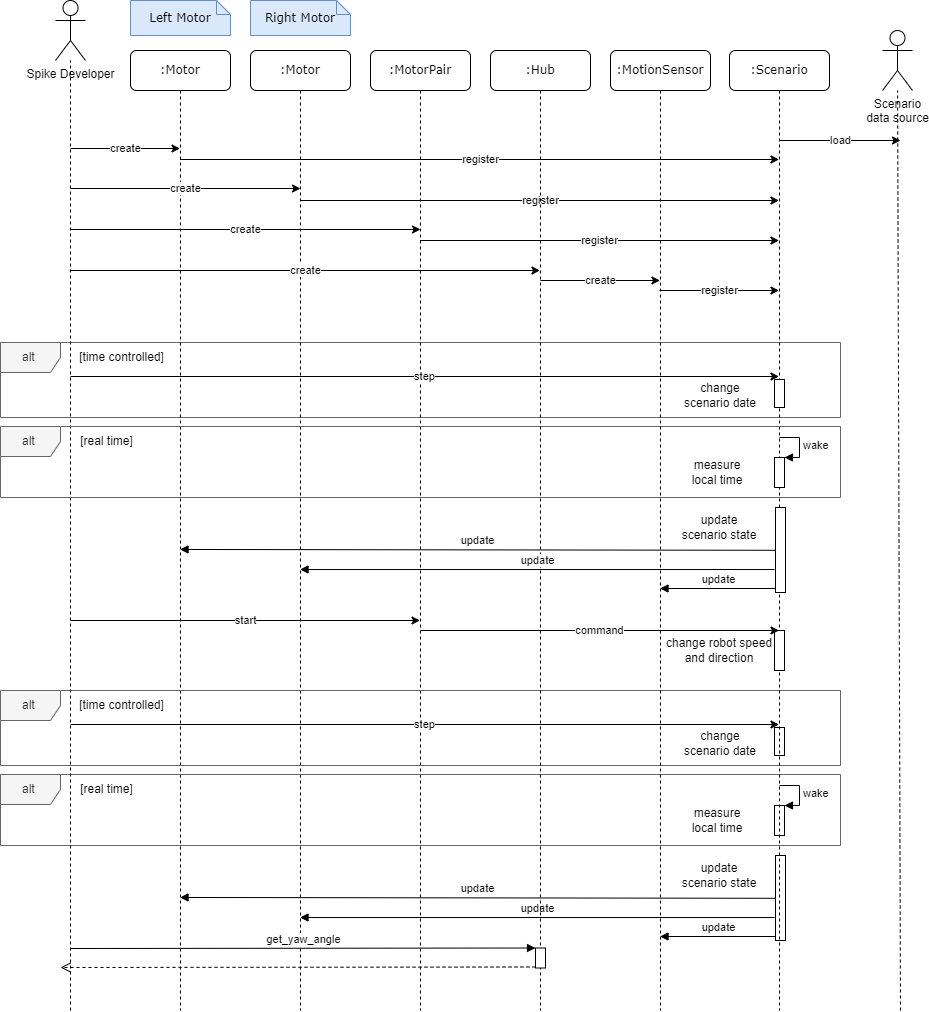 Left Motor
Right Motor
Spike Developer
:Motor
:Motor
:MotorPair
:Hub
:MotionSensor
:Scenario
Scenario
data source
load
create
register
create
register
create
register
create
create
register
alt
[time controlled]
step
change
scenario date
alt
[real time]
wake
measure
local time
update
scenario state
update
update
update
start
command
change robot speed
and direction
alt
[time controlled]
step
change
scenario date
alt
[real time]
wake
measure
local time
update
scenario state
update
update
update
get_yaw_angle